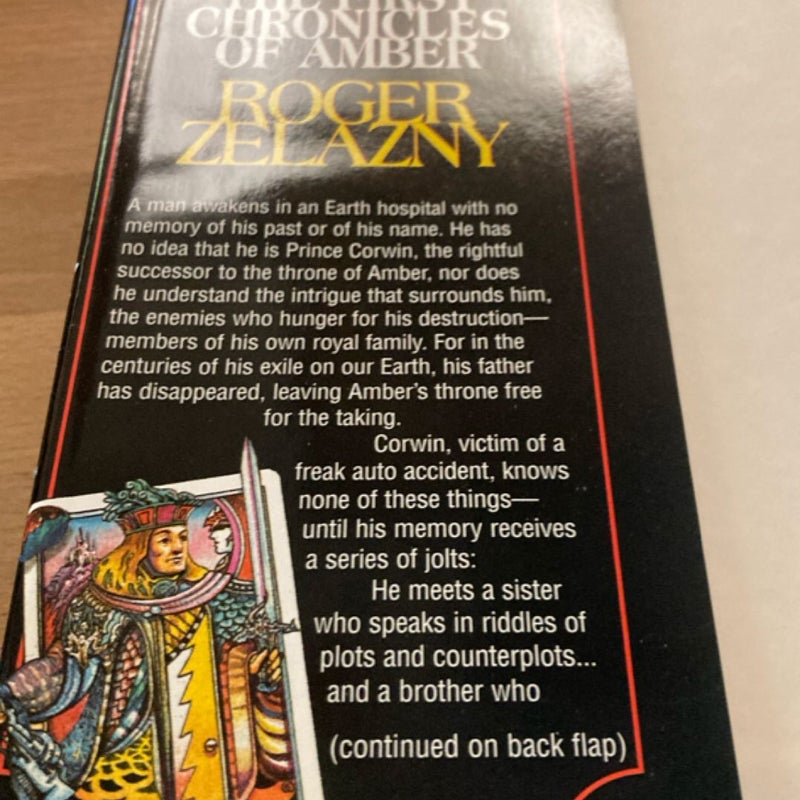 THE FIRST
CHRONICLES
OF AMBER
ROGER
ZELAZNY
A man awakens in an Earth hospital with no
memory of his past or of his name. He has
no idea that he is Prince Corwin, the rightful
successor to the throne of Amber, nor does
he understand the intrigue that surrounds him,
the enemies who hunger for his destruction—
members of his own royal family. For in the
centuries of his exile on our Earth, his father
has disappeared, leaving Amber's throne free
for the taking.
Corwin, victim of a
freak auto accident, knows
none of these things—
until his memory receives
a series of jolts:
He meets a sister
who speaks in riddles of
plots and counterplots...
and a brother who
(continued on back flap)